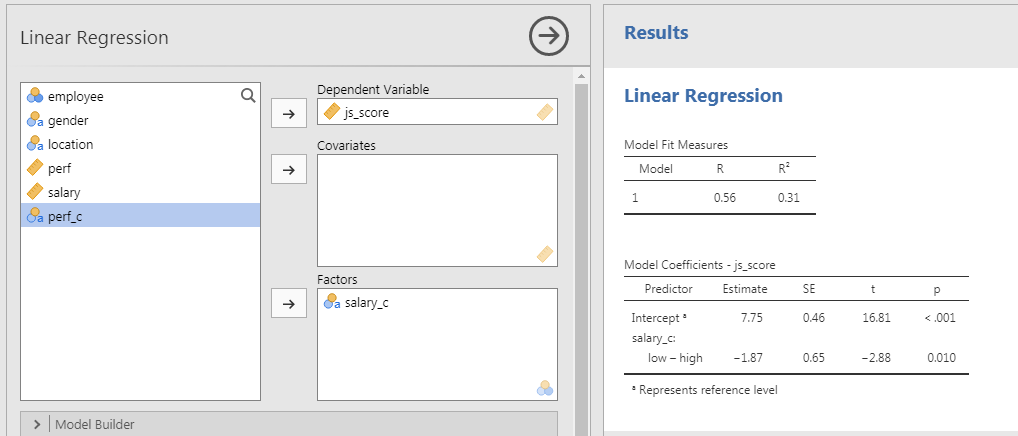 Linear Regression
employee
gender
location
perf
salary
perf_c
Dependent Variable
js_score
Covariates
Factors
salary_c
Model Builder
Results
Linear Regression
Model Fit Measures
Model R R²
1 0.56 0.31
Model Coefficients - js_score
Predictor Estimate SE t p
Intercept ᵃ 7.75 0.46 16.81 < .001
salary_c:
low – high −1.87 0.65 −2.88 0.010
ᵃ Represents reference level